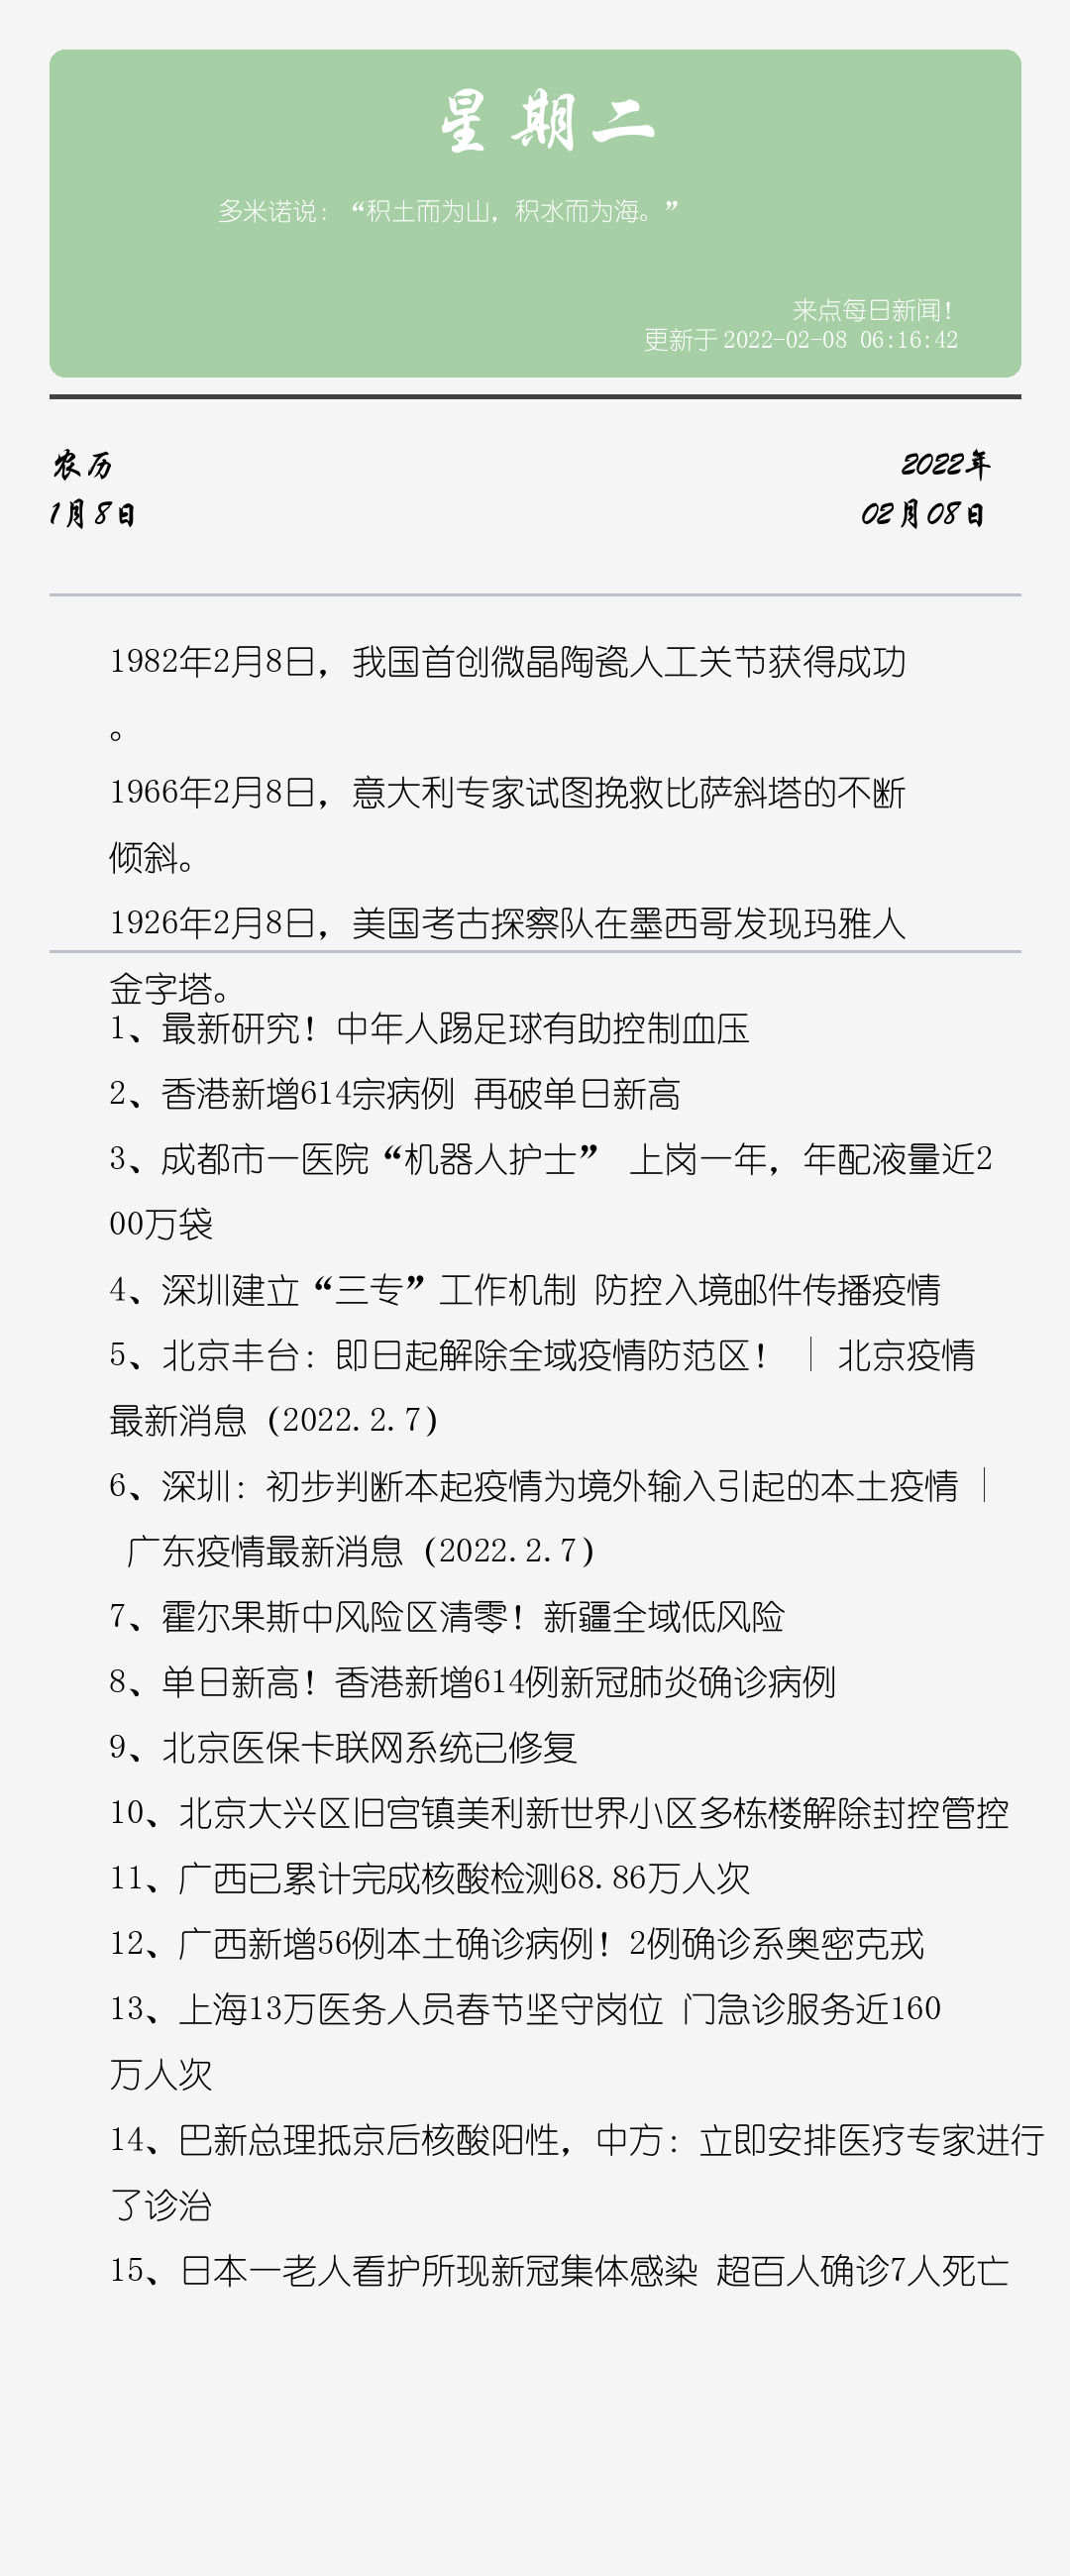 星期二
多米诺说：“积土而为山，积水而为海。”
来点每日新闻！
更新于2022-02-08 06:16:42
农历
2022年
1月8日
02月08日
1982年2月8日，我国首创微晶陶瓷人工关节获得成功
。
1966年2月8日，意大利专家试图挽救比萨斜塔的不断
倾斜。
1926年2月8日，美国考古探察队在墨西哥发现玛雅人
金字塔。
1、最新研究！中年人踢足球有助控制血压
2、香港新增614宗病例 再破单日新高
3、成都市一医院“机器人护士” 上岗一年，年配液量近2
00万袋
4、深圳建立“三专”工作机制 防控入境邮件传播疫情
5、北京丰台：即日起解除全域疫情防范区！ ｜ 北京疫情
最新消息（2022.2.7）
6、深圳：初步判断本起疫情为境外输入引起的本土疫情 ｜
广东疫情最新消息（2022.2.7）
7、霍尔果斯中风险区清零！新疆全域低风险
8、单日新高！香港新增614例新冠肺炎确诊病例
9、北京医保卡联网系统已修复
10、北京大兴区旧宫镇美利新世界小区多栋楼解除封控管控
11、广西已累计完成核酸检测68.86万人次
12、广西新增56例本土确诊病例！2例确诊系奥密克戎
13、上海13万医务人员春节坚守岗位 门急诊服务近160
万人次
14、巴新总理抵京后核酸阳性，中方：立即安排医疗专家进行
了诊治
15、日本一老人看护所现新冠集体感染 超百人确诊7人死亡